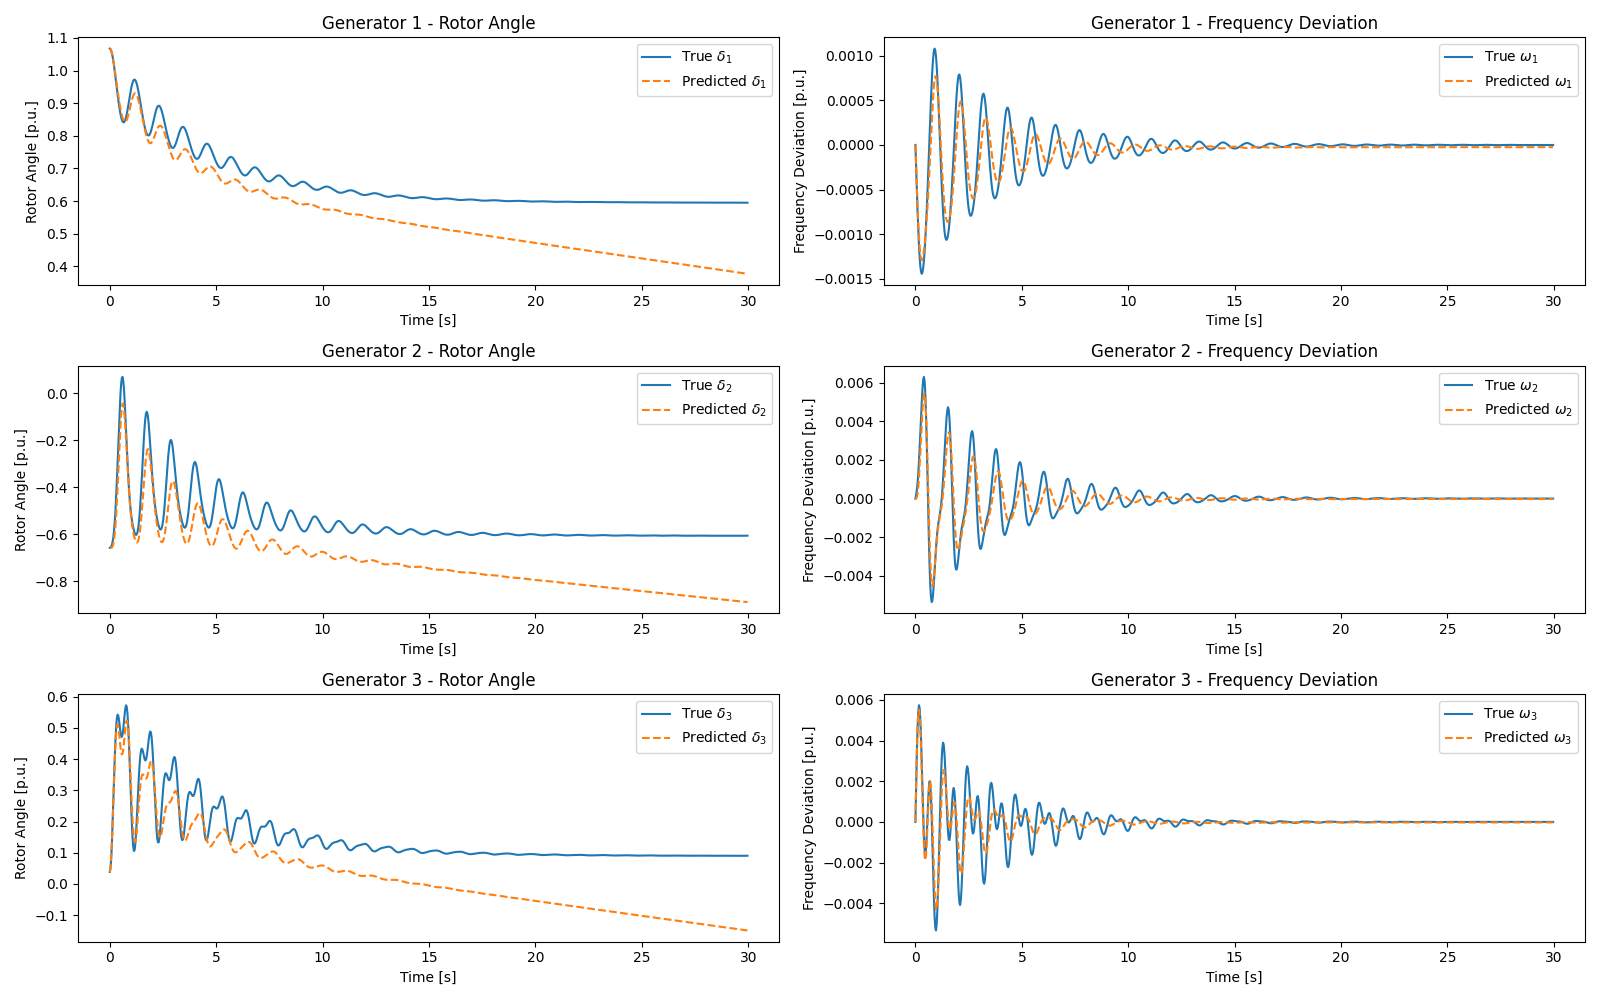 Generator 1 - Rotor Angle
Rotor Angle [p.u.]
1.1
1.0
0.9
0.8
0.7
0.6
0.5
0.4
True δ₁
Predicted δ₁
0 5 10 15 20 25 30
Time [s]
Generator 1 - Frequency Deviation
Frequency Deviation [p.u.]
0.0010
0.0005
0.0000
−0.0005
−0.0010
−0.0015
True ω₁
Predicted ω₁
0 5 10 15 20 25 30
Time [s]
Generator 2 - Rotor Angle
Rotor Angle [p.u.]
0.0
−0.2
−0.4
−0.6
−0.8
True δ₂
Predicted δ₂
0 5 10 15 20 25 30
Time [s]
Generator 2 - Frequency Deviation
Frequency Deviation [p.u.]
0.006
0.004
0.002
0.000
−0.002
−0.004
True ω₂
Predicted ω₂
0 5 10 15 20 25 30
Time [s]
Generator 3 - Rotor Angle
Rotor Angle [p.u.]
0.6
0.5
0.4
0.3
0.2
0.1
0.0
−0.1
True δ₃
Predicted δ₃
0 5 10 15 20 25 30
Time [s]
Generator 3 - Frequency Deviation
Frequency Deviation [p.u.]
0.006
0.004
0.002
0.000
−0.002
−0.004
True ω₃
Predicted ω₃
0 5 10 15 20 25 30
Time [s]